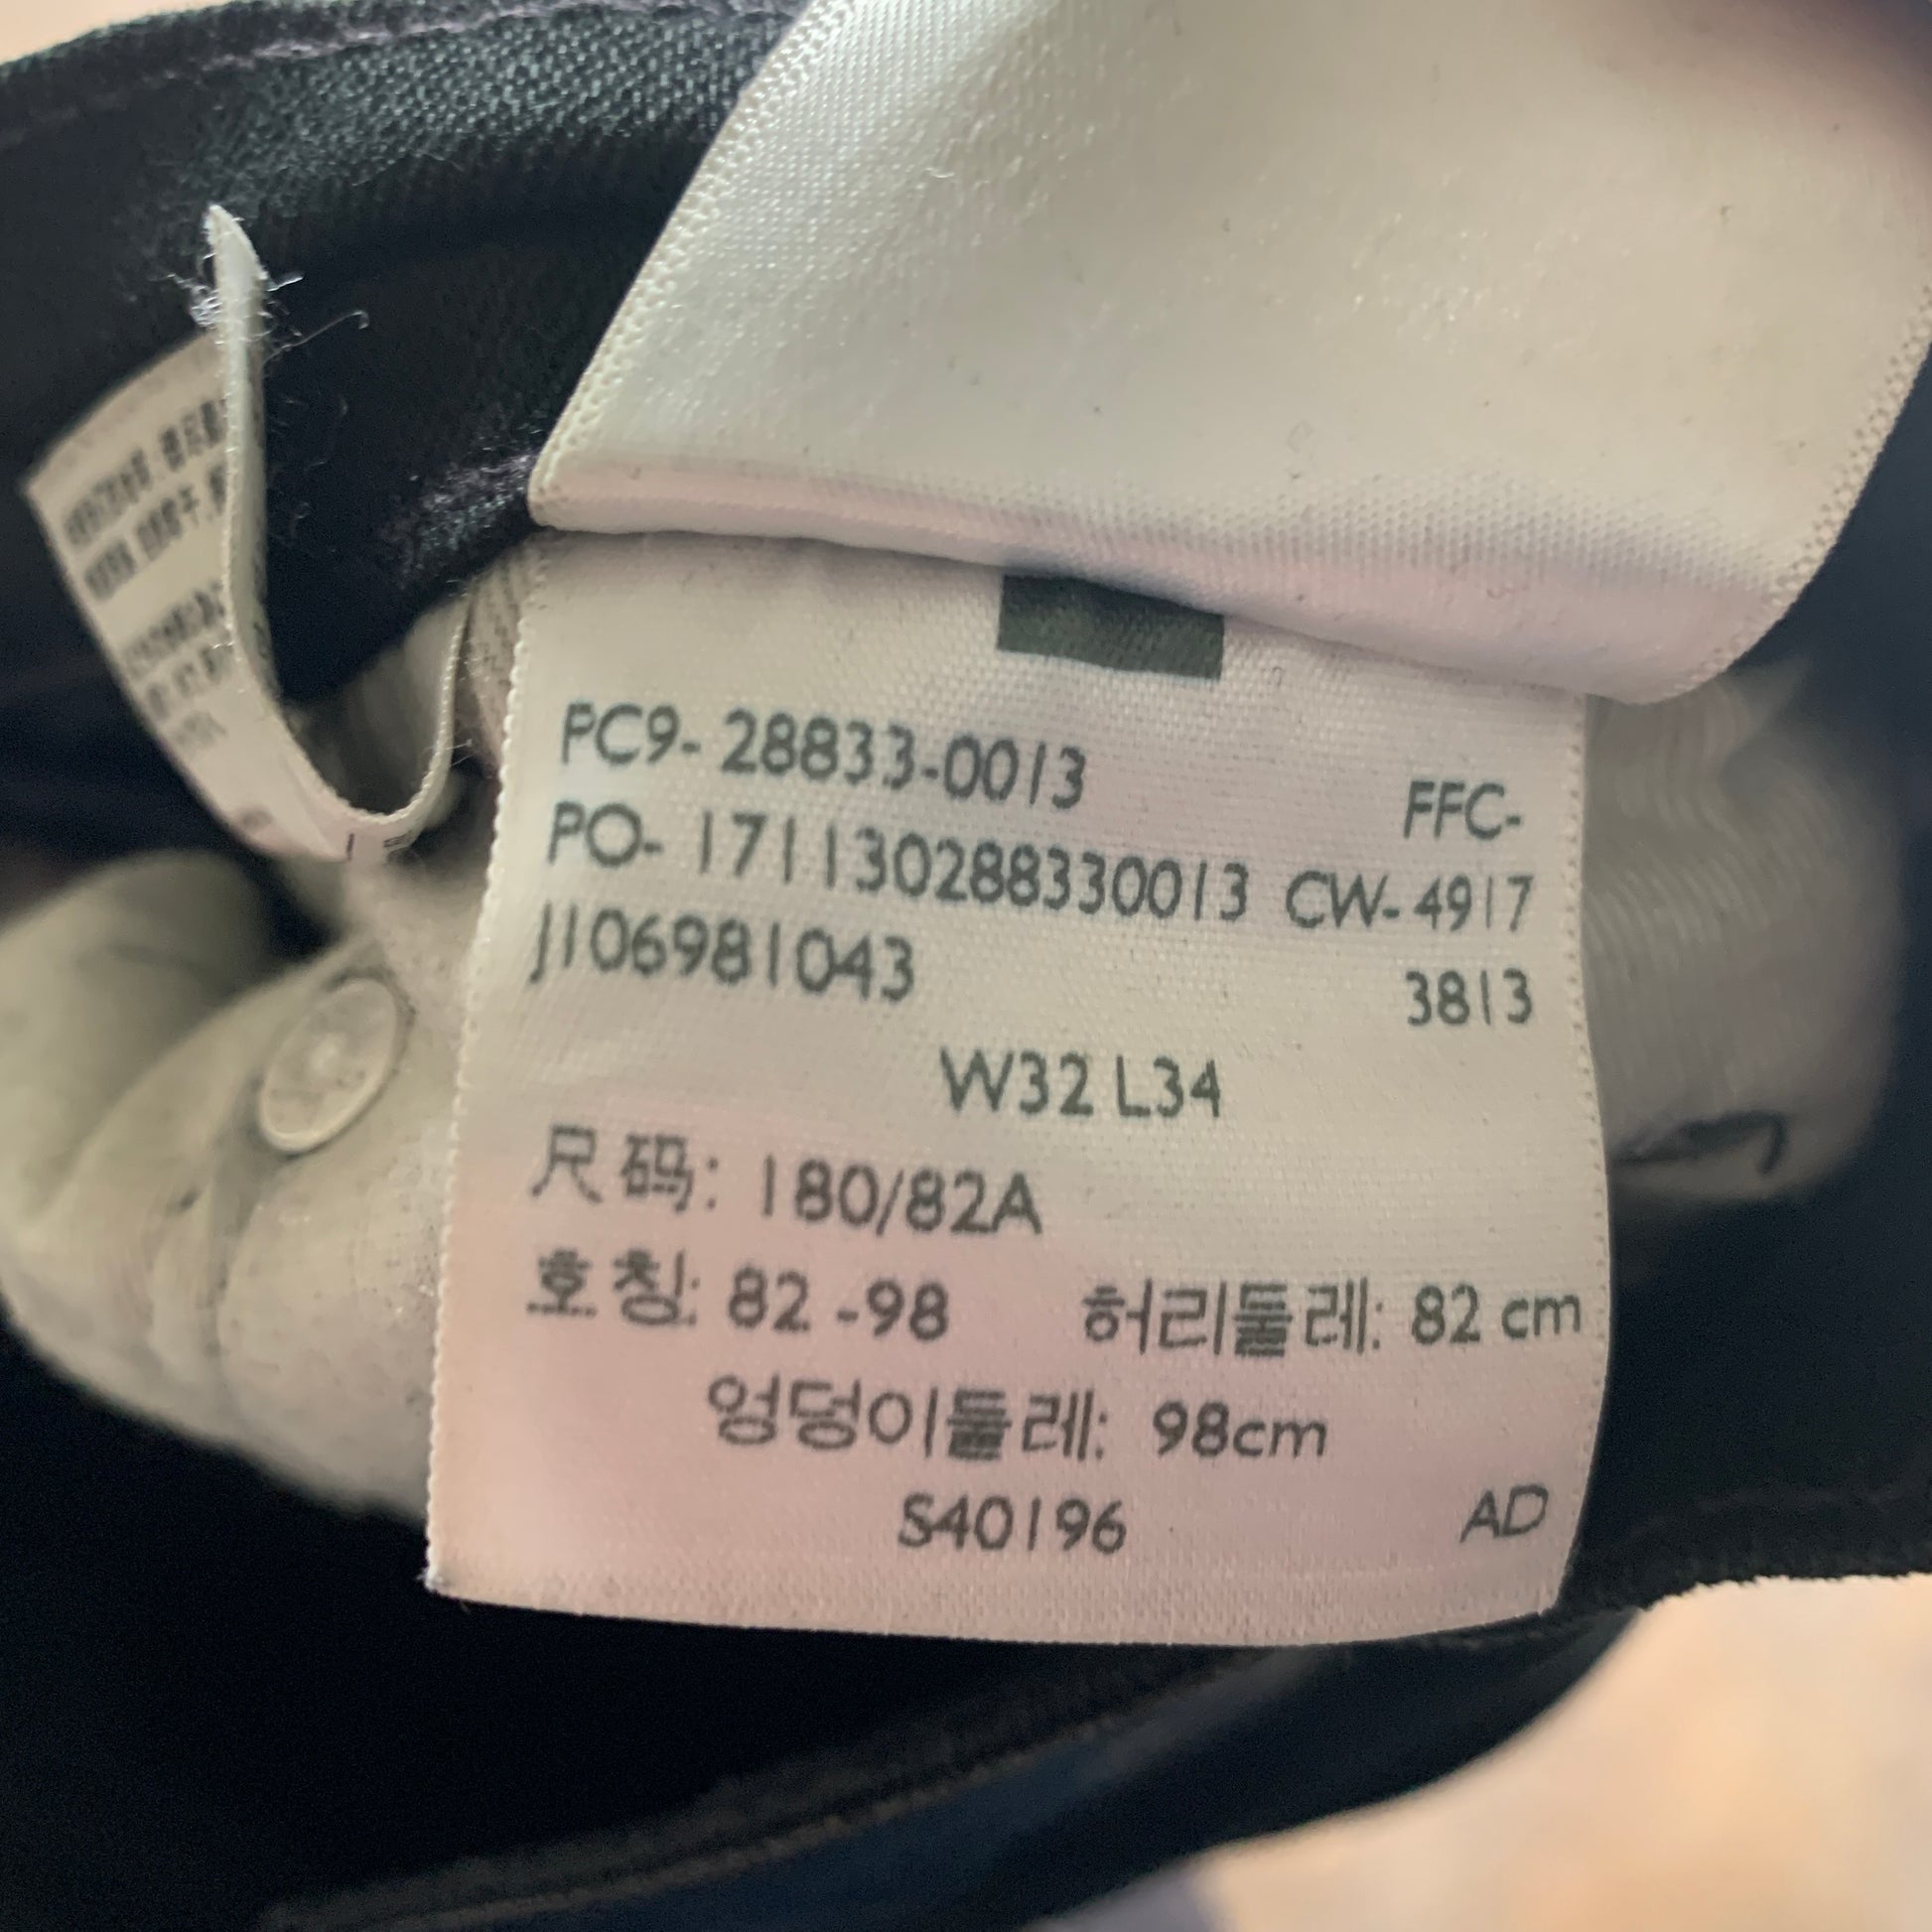 PC9- 28833-0013 FFC-
PO- 171130288330013 CW- 4917
J106981043 3813
W32 L34
尺码: 180/82A
호칭: 82 -98 허리둘레: 82 cm
엉덩이둘레: 98cm
S40196 AD